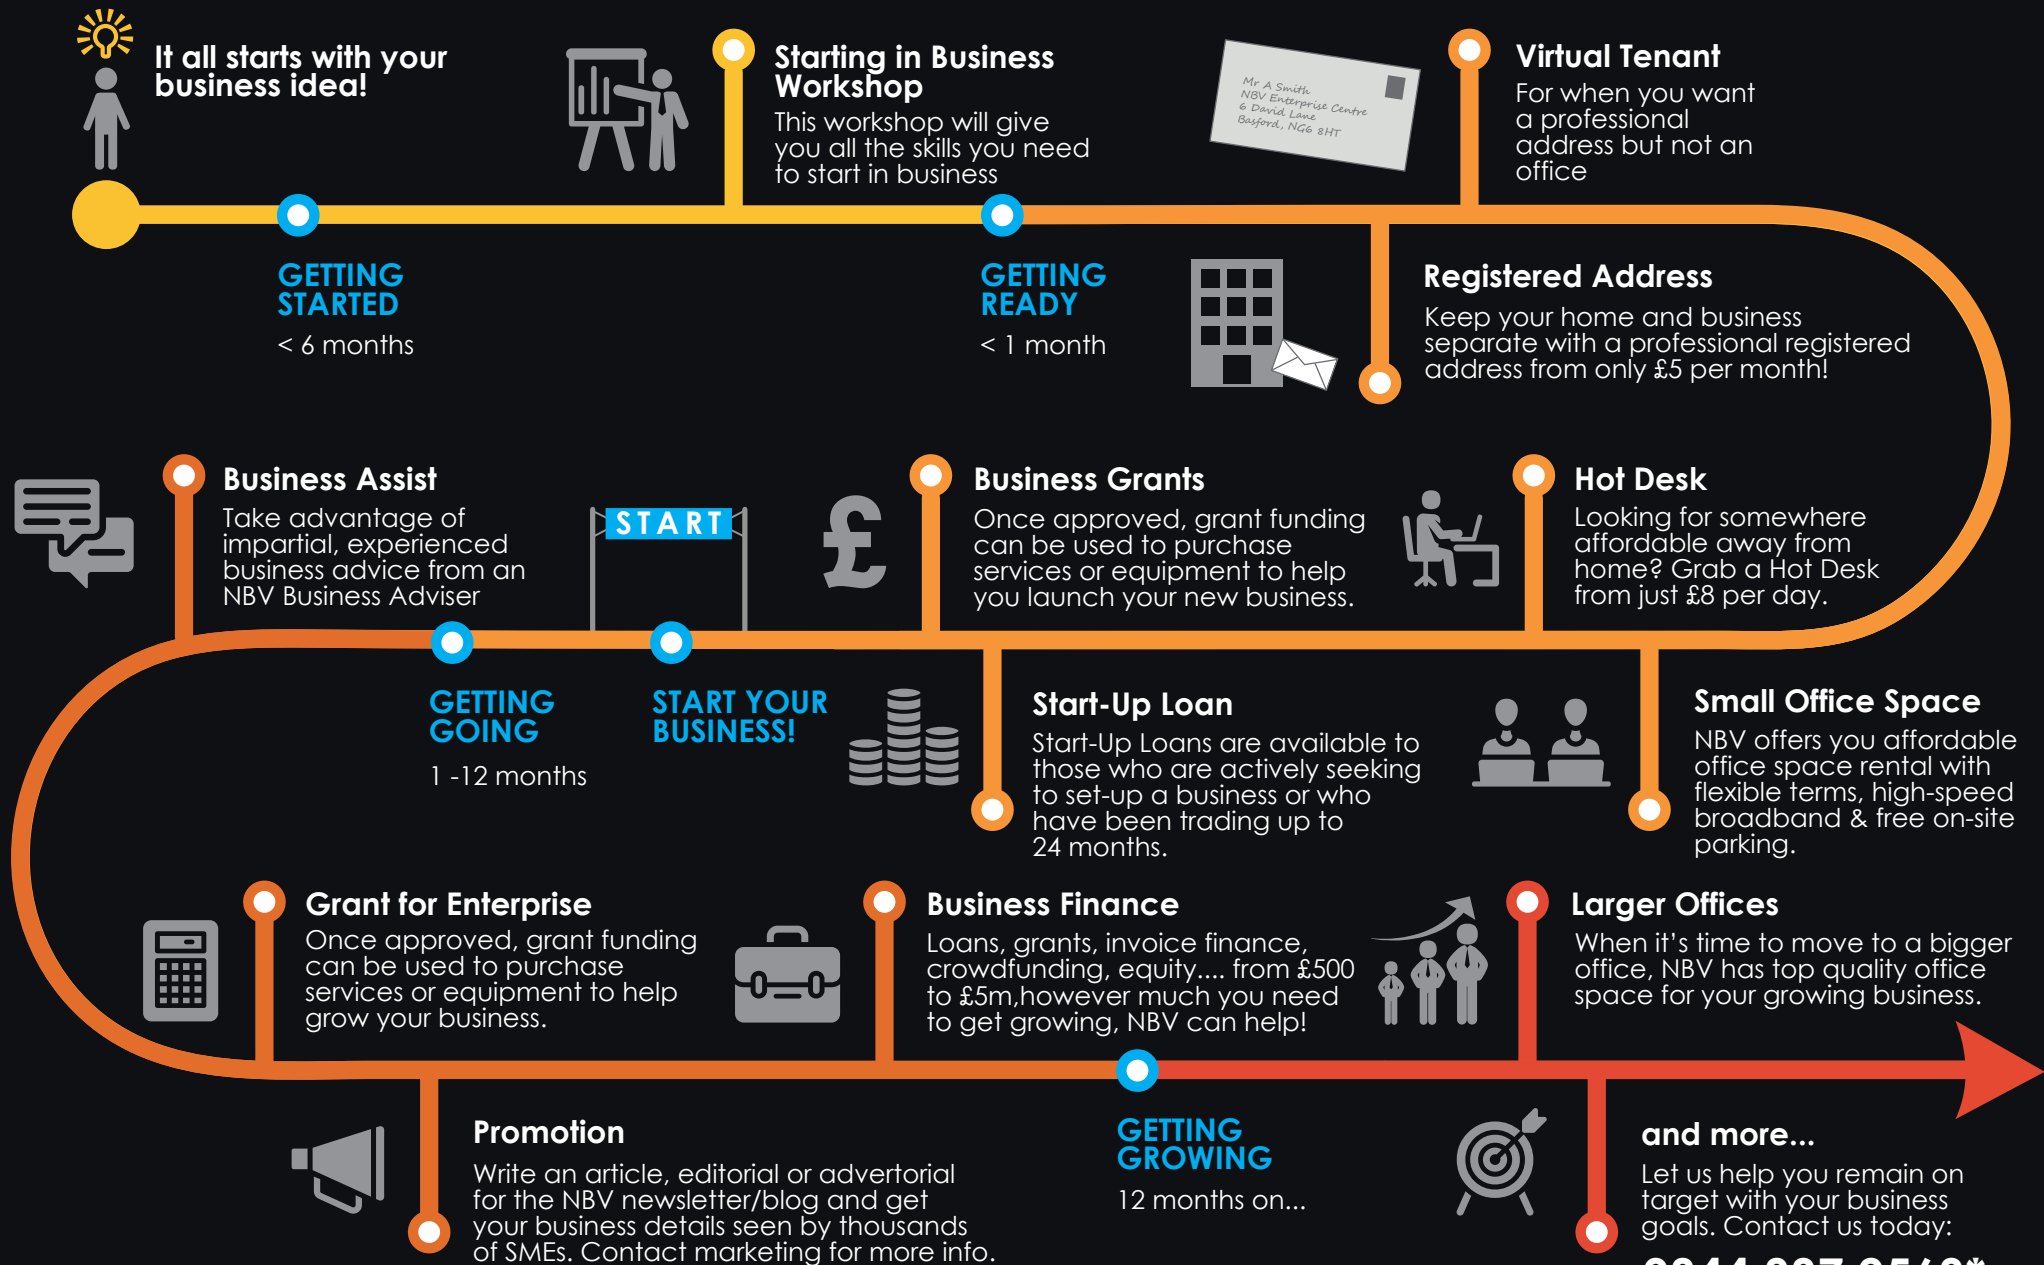 It all starts with your
business idea!
Starting in Business
Workshop
This workshop will give
you all the skills you need
to start in business
Mr A Smith
NBV Enterprise Centre
6 David Lane
Basford, NG6 8HT
Virtual Tenant
For when you want
a professional
address but not an
office
GETTING
STARTED
< 6 months
GETTING
READY
< 1 month
Registered Address
Keep your home and business
separate with a professional registered
address from only £5 per month!
Hot Desk
Looking for somewhere
affordable away from
home? Grab a Hot Desk
from just £8 per day.
Small Office Space
NBV offers you affordable
office space rental with
flexible terms, high-speed
broadband & free on-site
parking.
Business Grants
Once approved, grant funding
can be used to purchase
services or equipment to help
you launch your new business.
£
Start-Up Loan
Start-Up Loans are available to
those who are actively seeking
to set-up a business or who
have been trading up to
24 months.
START
START YOUR
BUSINESS!
GETTING
GOING
1 -12 months
Business Assist
Take advantage of
impartial, experienced
business advice from an
NBV Business Adviser
Grant for Enterprise
Once approved, grant funding
can be used to purchase
services or equipment to help
grow your business.
Promotion
Write an article, editorial or advertorial
for the NBV newsletter/blog and get
your business details seen by thousands
of SMEs. Contact marketing for more info.
Business Finance
Loans, grants, invoice finance,
crowdfunding, equity.... from £500
to £5m,however much you need
to get growing, NBV can help!
GETTING
GROWING
12 months on...
Larger Offices
When it's time to move to a bigger
office, NBV has top quality office
space for your growing business.
and more...
Let us help you remain on
target with your business
goals. Contact us today: